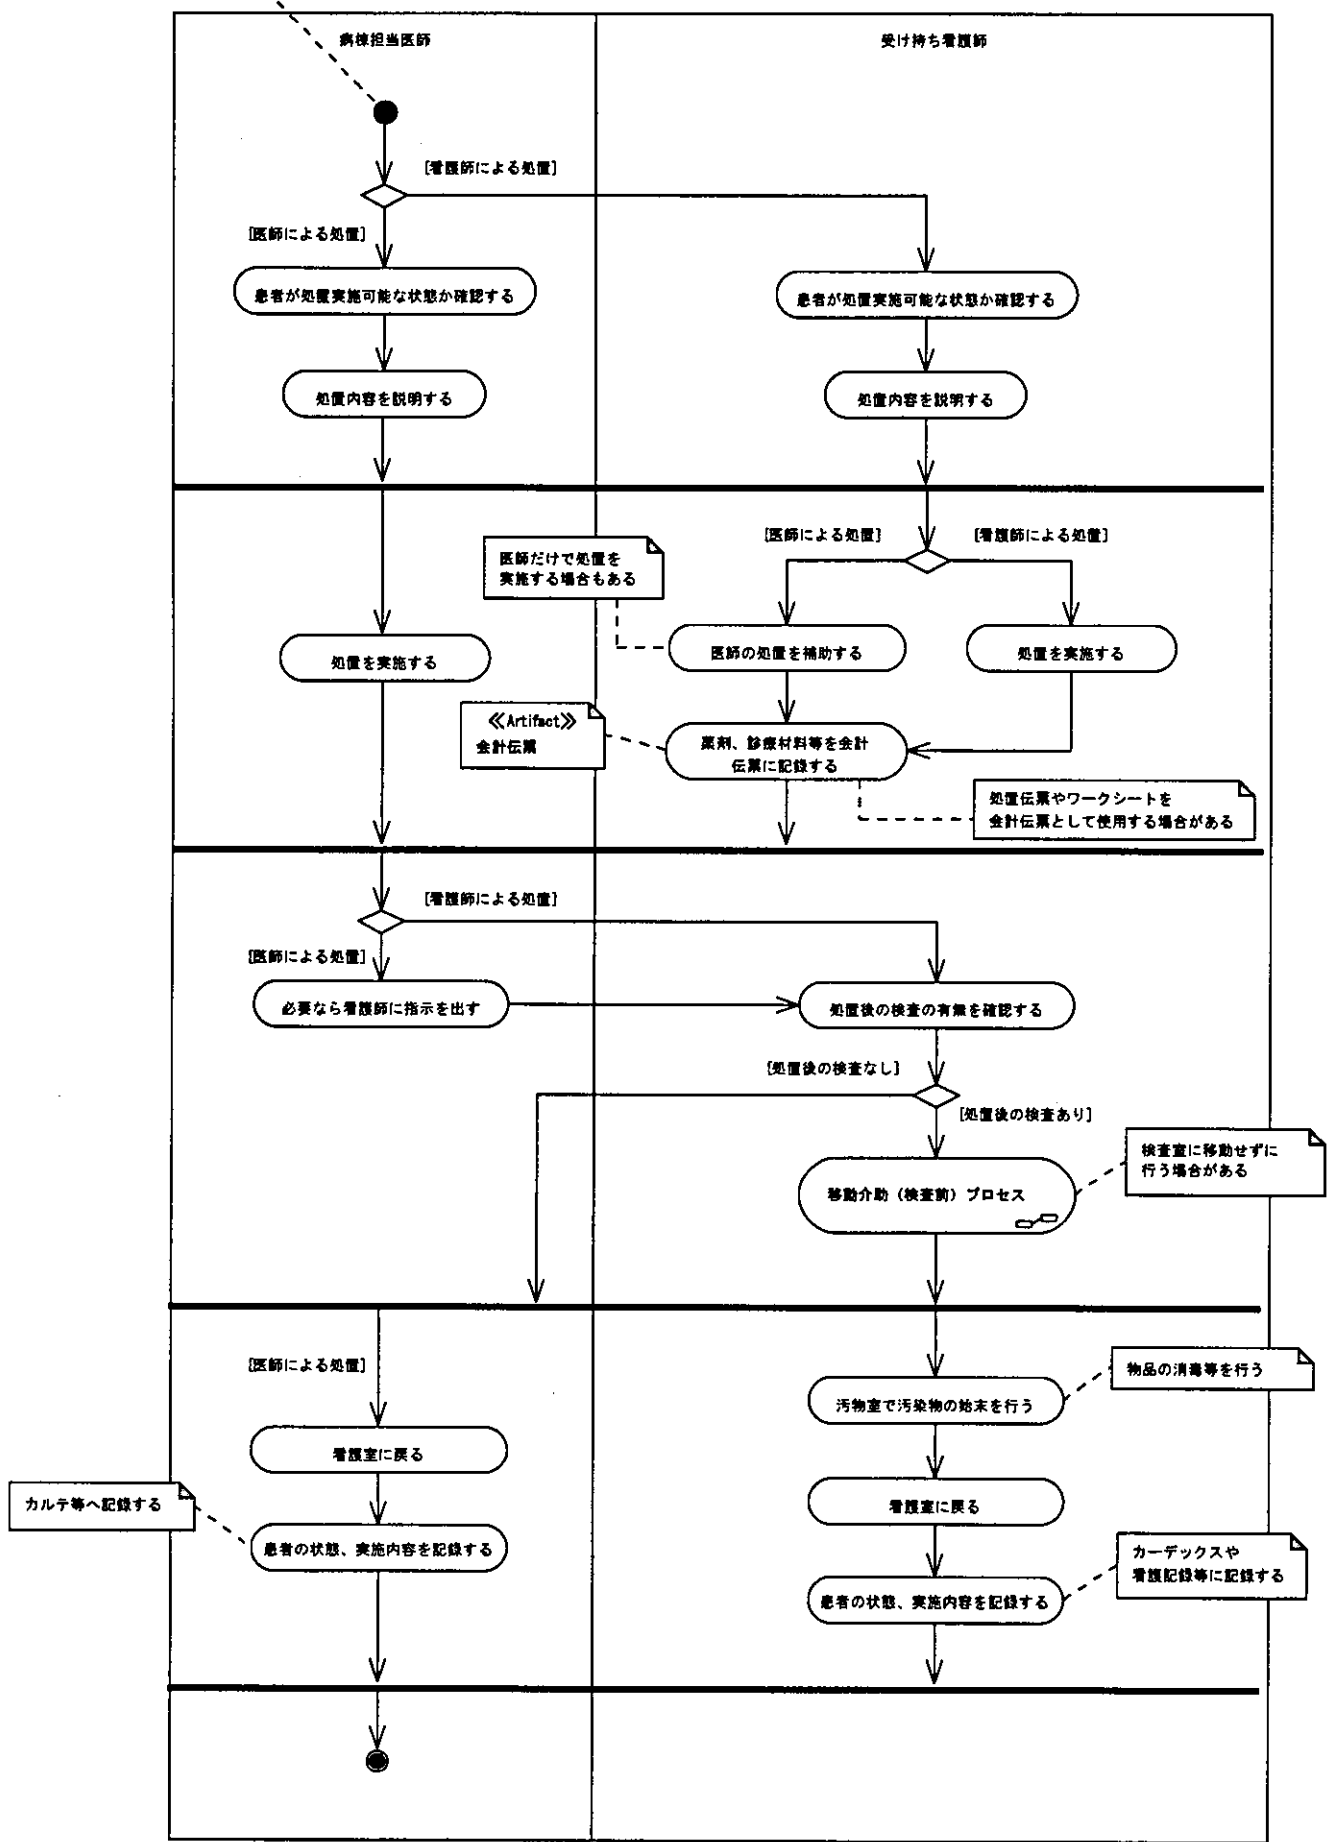 病棟担当医師
受け持ち看護師
[看護師による処置]
[医師による処置]
患者が処置実施可能な状態か確認する
患者が処置実施可能な状態か確認する
処置内容を説明する
処置内容を説明する
[医師による処置]
[看護師による処置]
医師だけで処置を
実施する場合もある
処置を実施する
医師の処置を補助する
処置を実施する
≪Artifact≫
会計伝票
薬剤、診療材料等を会計
伝票に記録する
処置伝票やワークシートを
会計伝票として使用する場合がある
[看護師による処置]
[医師による処置]
必要なら看護師に指示を出す
処置後の検査の有無を確認する
[処置後の検査なし]
[処置後の検査あり]
検査室に移動せずに
行う場合がある
移動介助（検査前）プロセス
[医師による処置]
物品の消毒等を行う
汚物室で汚染物の始末を行う
看護室に戻る
カルテ等へ記録する
看護室に戻る
患者の状態、実施内容を記録する
カーデックスや
看護記録等に記録する
患者の状態、実施内容を記録する